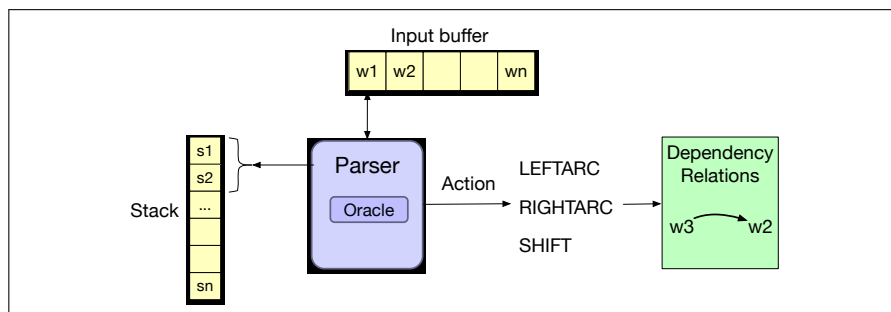 Input buffer
w1 w2 wn
s1
s2
...
sn
Stack
Parser
Oracle
Action
LEFTARC
RIGHTARC
SHIFT
Dependency
Relations
w3 w2